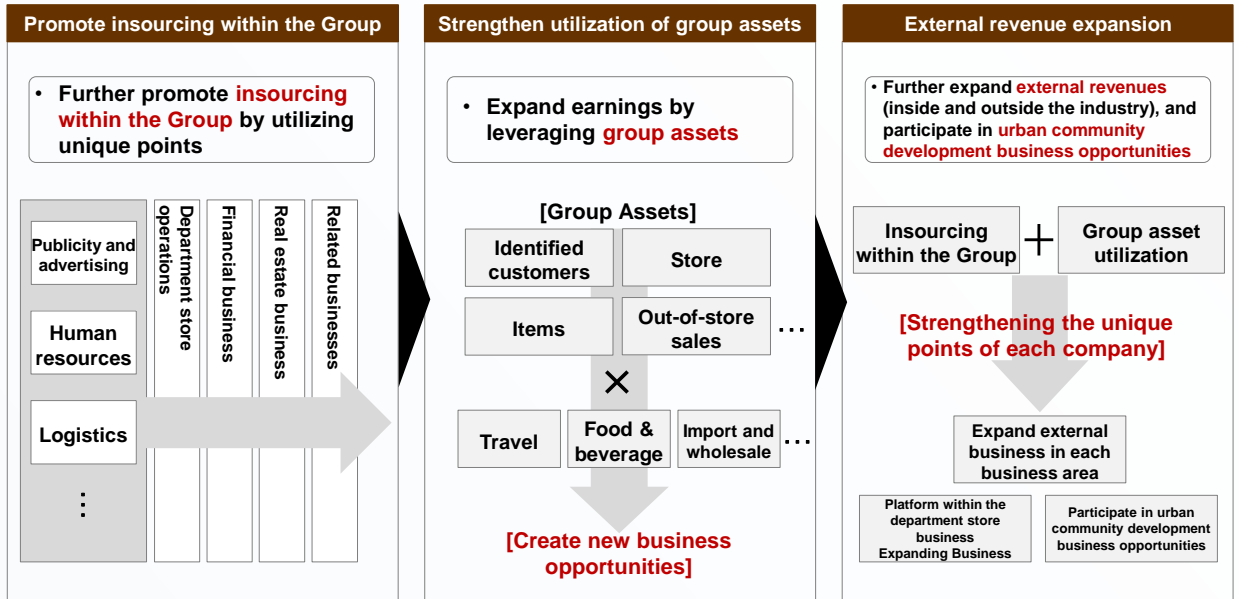 Promote insourcing within the Group
• Further promote insourcing
within the Group by utilizing
unique points
Publicity and
advertising
Human
resources
Logistics
⋮
Department store
operations
Financial business
Real estate business
Related businesses
Strengthen utilization of group assets
• Expand earnings by
leveraging group assets
[Group Assets]
Identified
customers
Store
Items
Out-of-store
sales
…
×
Travel
Food &
beverage
Import and
wholesale
…
[Create new business
opportunities]
External revenue expansion
• Further expand external revenues
(inside and outside the industry), and
participate in urban community
development business opportunities
Insourcing
within the Group
+
Group asset
utilization
[Strengthening the unique
points of each company]
Expand external
business in each
business area
Platform within the
department store
business
Expanding Business
Participate in urban
community development
business opportunities